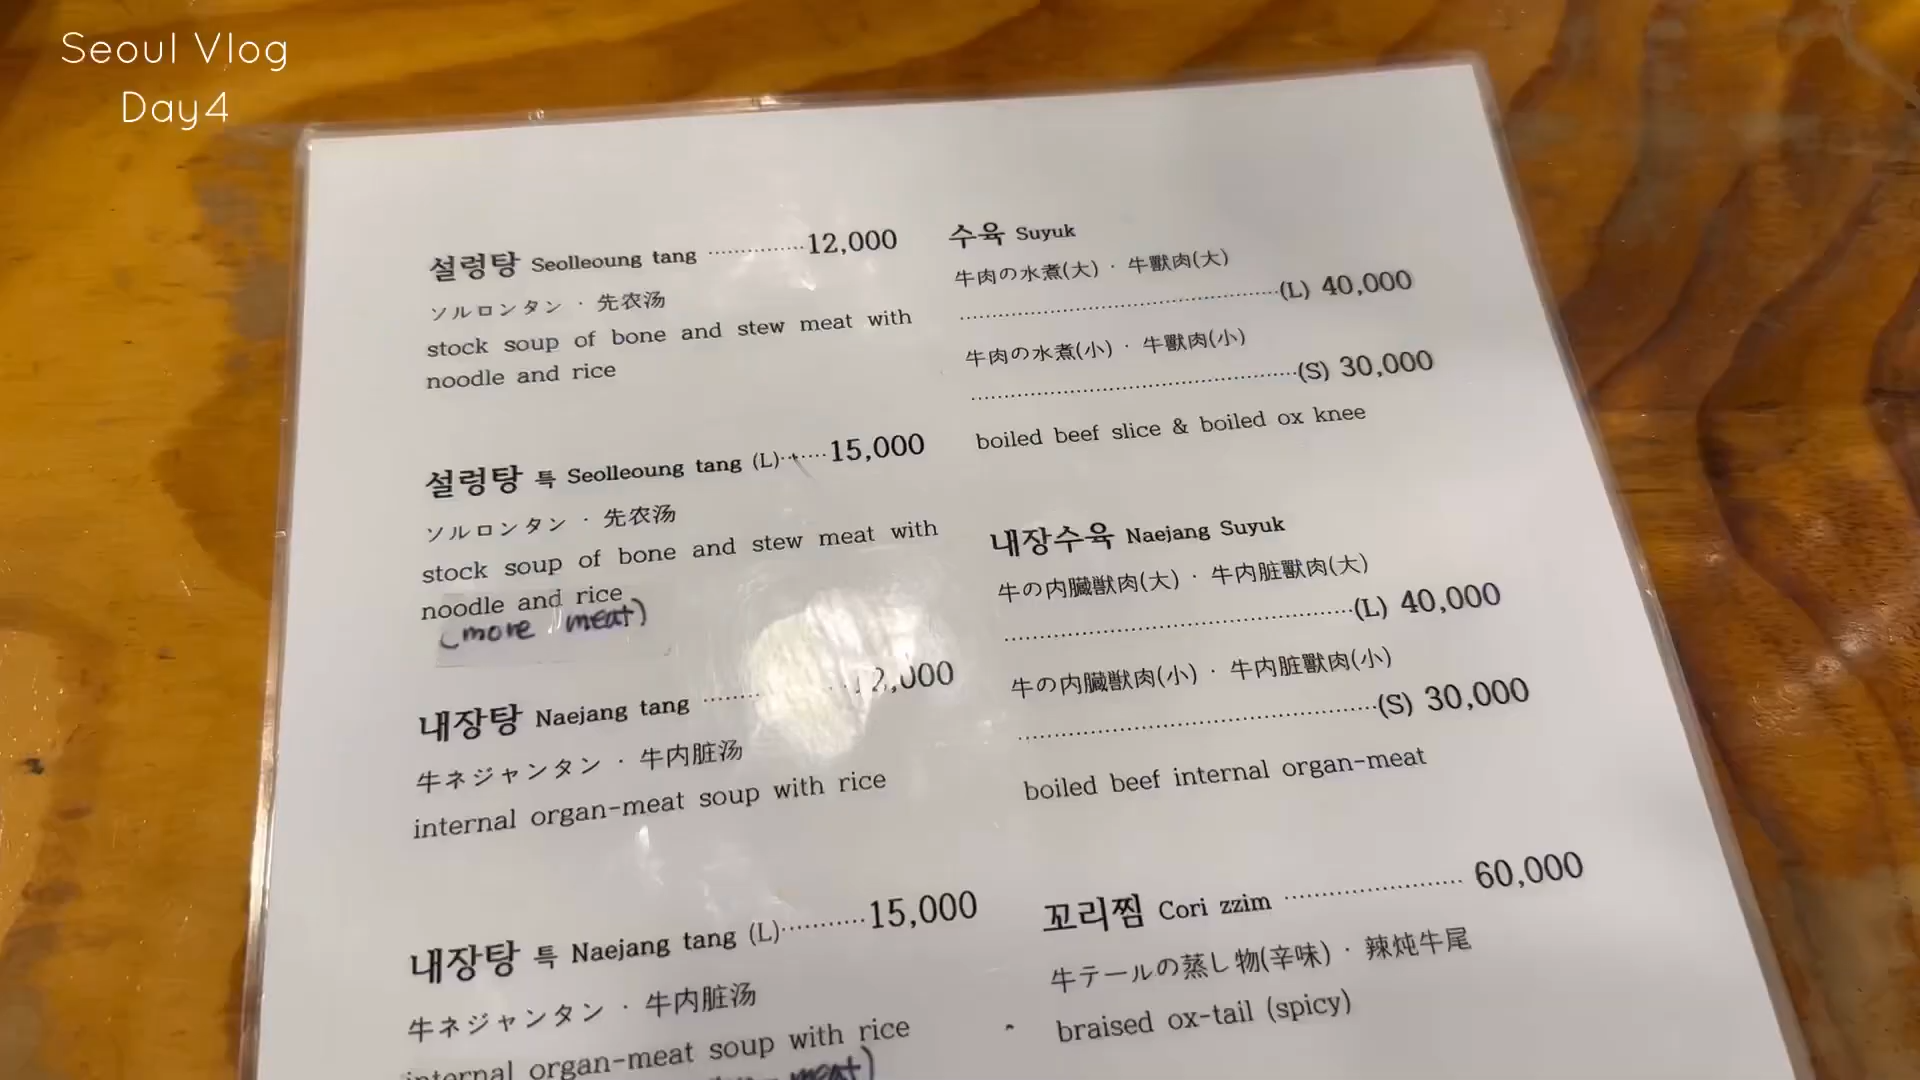 Seoul Vlog
Day4
설렁탕 Seolleoung tang ··············12,000
ソルロンタン · 先农汤
stock soup of bone and stew meat with
noodle and rice
설렁탕 특 Seolleoung tang (L)·······15,000
ソルロンタン · 先农汤
stock soup of bone and stew meat with
noodle and rice
(more meat)
내장탕 Naejang tang
牛ネジャンタン · 牛内脏汤
internal organ-meat soup with rice
내장탕 특 Naejang tang (L)··········15,000
牛ネジャンタン · 牛内脏汤
internal organ-meat soup with rice
meat)
수육 Suyuk
牛肉の水煮(大) · 牛獸肉(大)
(L) 40,000
牛肉の水煮(小) · 牛獸肉(小)
(S) 30,000
boiled beef slice & boiled ox knee
내장수육 Naejang Suyuk
牛の内臓獣肉(大) · 牛内脏獸肉(大)
(L) 40,000
牛の内臓獣肉(小) · 牛内脏獸肉(小)
(S) 30,000
boiled beef internal organ-meat
꼬리찜 Cori zzim ······················ 60,000
牛テールの蒸し物(辛味) · 辣炖牛尾
braised ox-tail (spicy)